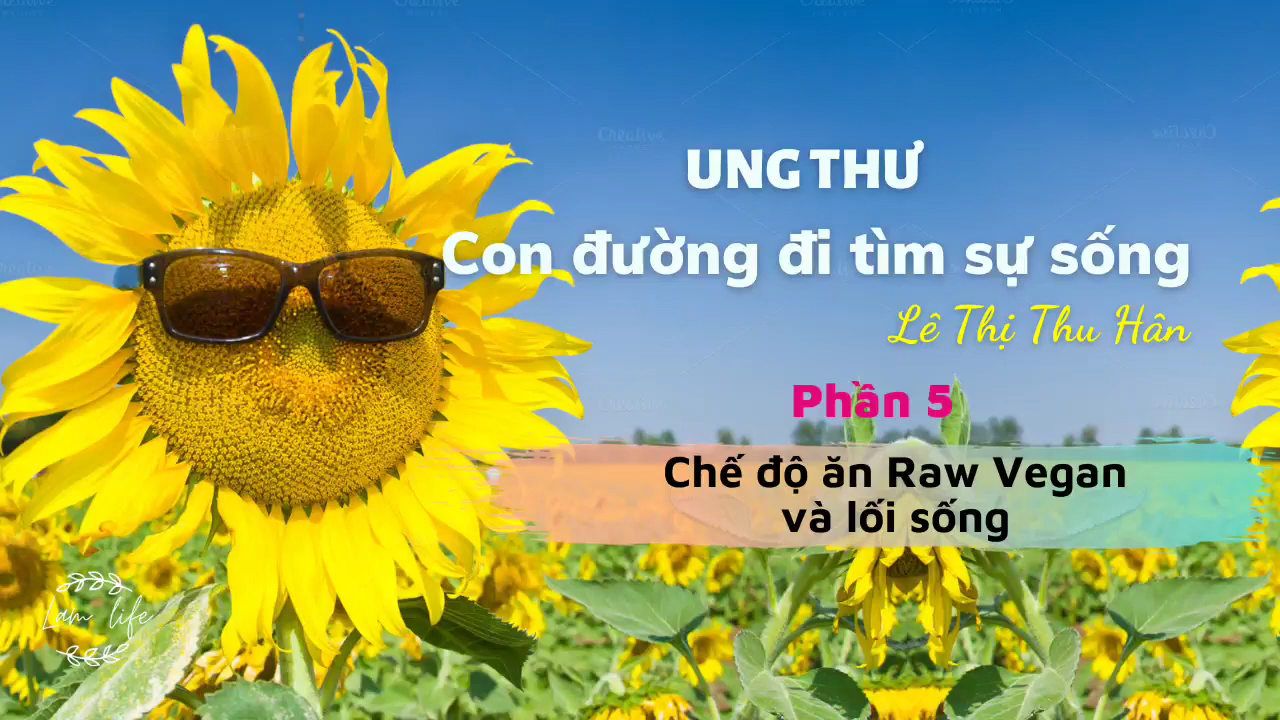 UNG THƯ
Con đường đi tìm sự sống
Lê Thị Thu Hân
Phần 5
Chế độ ăn Raw Vegan
và lối sống
Lam life
Creative